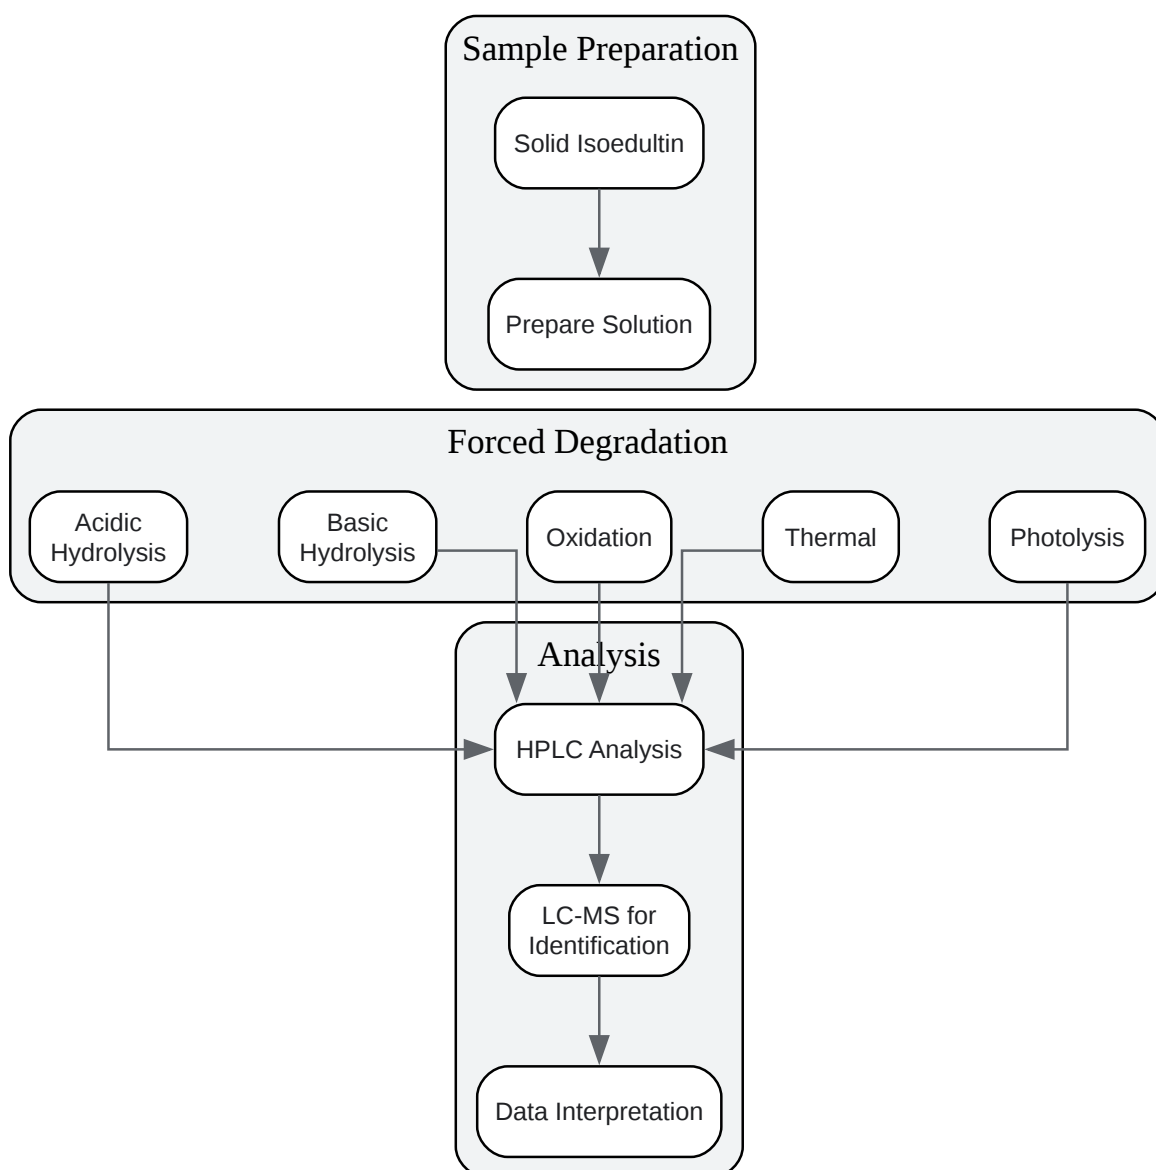 Sample Preparation
Solid Isoedultin
Prepare Solution
Forced Degradation
Acidic
Hydrolysis
Basic
Hydrolysis
Oxidation
Thermal
Photolysis
Analysis
HPLC Analysis
LC-MS for
Identification
Data Interpretation